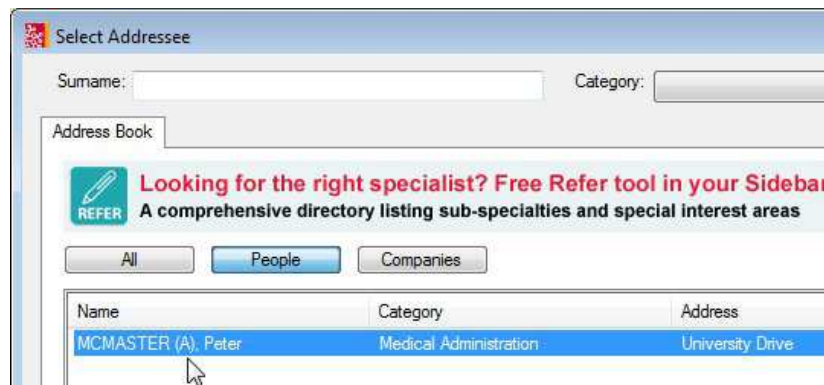 Select Addressee
Surname: Category:
Address Book
Looking for the right specialist? Free Refer tool in your Sidebar
REFER A comprehensive directory listing sub-specialties and special interest areas
All People Companies
Name Category Address
MCMASTER (A), Peter Medical Administration University Drive